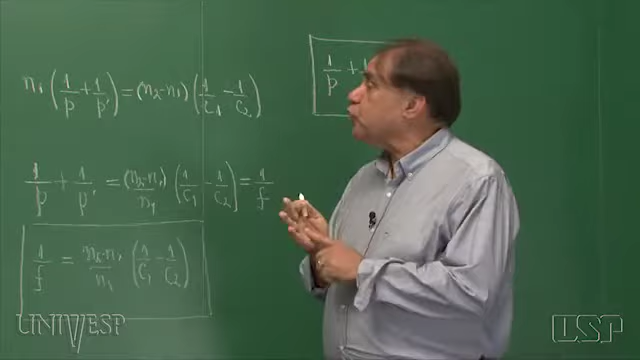 n₁ (1/p + 1/p') = (n₂-n₁) (1/c₁ - 1/c₂)
1/p +
1/p + 1/p' = (n₂-n₁)/n₁ (1/c₁ - 1/c₂) = 1/f
1/f = n₂-n₁/n₁ (1/c₁ - 1/c₂)
UNIVESP
USP